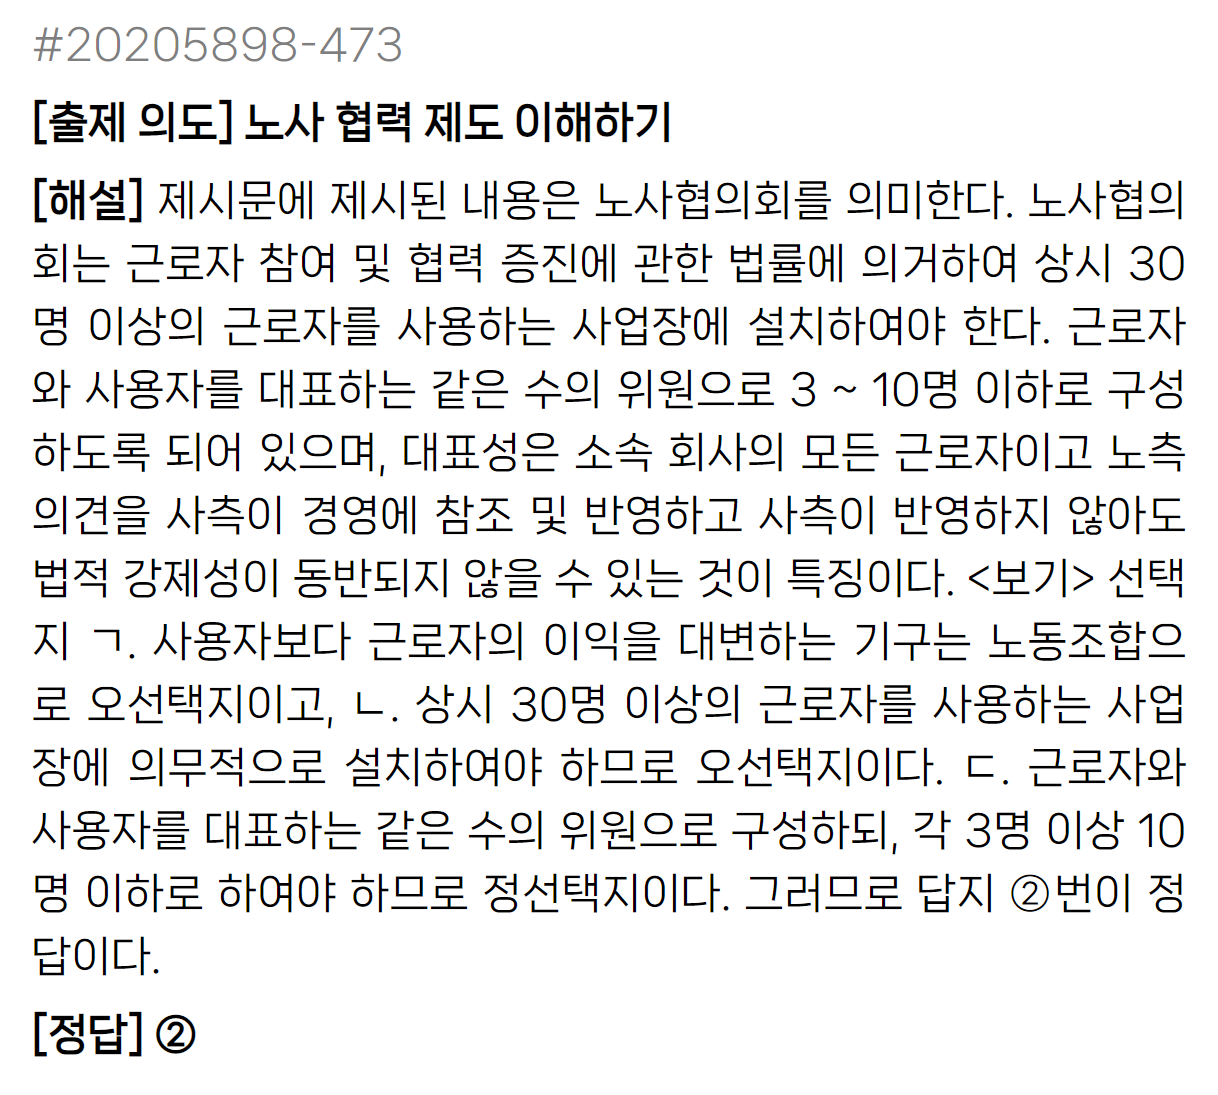 #20205898-473
[출제 의도] 노사 협력 제도 이해하기
[해설] 제시문에 제시된 내용은 노사협의회를 의미한다. 노사협의
회는 근로자 참여 및 협력 증진에 관한 법률에 의거하여 상시 30
명 이상의 근로자를 사용하는 사업장에 설치하여야 한다. 근로자
와 사용자를 대표하는 같은 수의 위원으로 3 ~ 10명 이하로 구성
하도록 되어 있으며, 대표성은 소속 회사의 모든 근로자이고 노측
의견을 사측이 경영에 참조 및 반영하고 사측이 반영하지 않아도
법적 강제성이 동반되지 않을 수 있는 것이 특징이다. <보기> 선택
지 ㄱ. 사용자보다 근로자의 이익을 대변하는 기구는 노동조합으
로 오선택지이고, ㄴ. 상시 30명 이상의 근로자를 사용하는 사업
장에 의무적으로 설치하여야 하므로 오선택지이다. ㄷ. 근로자와
사용자를 대표하는 같은 수의 위원으로 구성하되, 각 3명 이상 10
명 이하로 하여야 하므로 정선택지이다. 그러므로 답지 ②번이 정
답이다.
[정답] ②